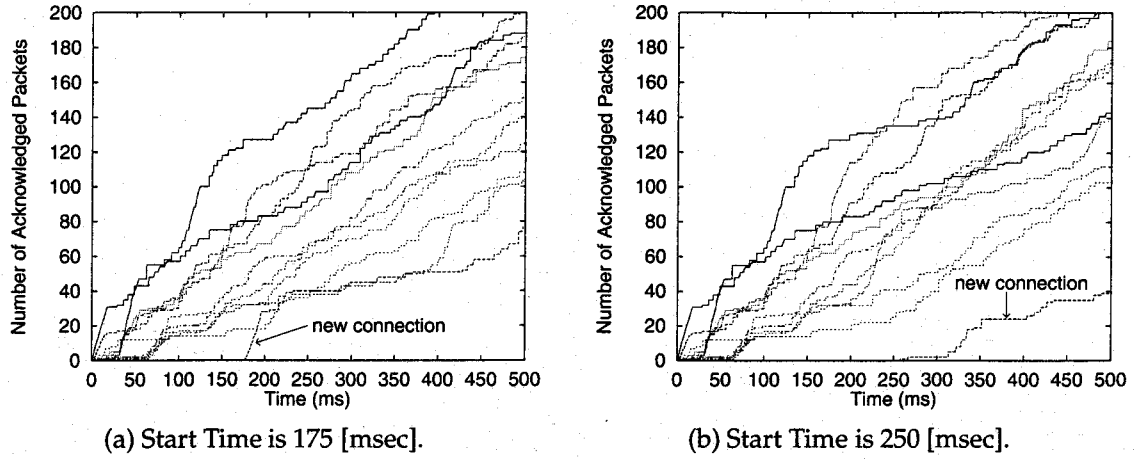 Number of Acknowledged Packets
200
180
160
140
120
100
80
60
40
20
0
new connection
0 50 100 150 200 250 300 350 400 450 500
Time (ms)
(a) Start Time is 175 [msec].
Number of Acknowledged Packets
200
180
160
140
120
100
80
60
40
20
0
new connection
0 50 100 150 200 250 300 350 400 450 500
Time (ms)
(b) Start Time is 250 [msec].